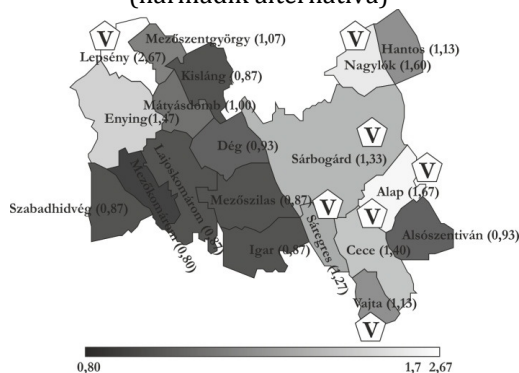 (harmadik alternatíva)
V
Mezőszentgyörgy (1,07)
V
Hantos (1,13)
Lepsény (2,67)
Nagylók (1,60)
Kisláng (0,87)
Enying(1,47)
Mátyásdomb (1,00)
Dég (0,93)
V
Sárbogárd (1,33)
Lajoskomárom (0,87)
Mezőkomárom (0,80)
V
Alap (1,67)
Szabadhidvég (0,87)
Mezőszilas (0,87)
V
V
Alsószentiván (0,93)
Sáregres (1,27)
Igar (0,87)
Cece (1,40)
Vajta (1,13)
V
0,80
1,7
2,67